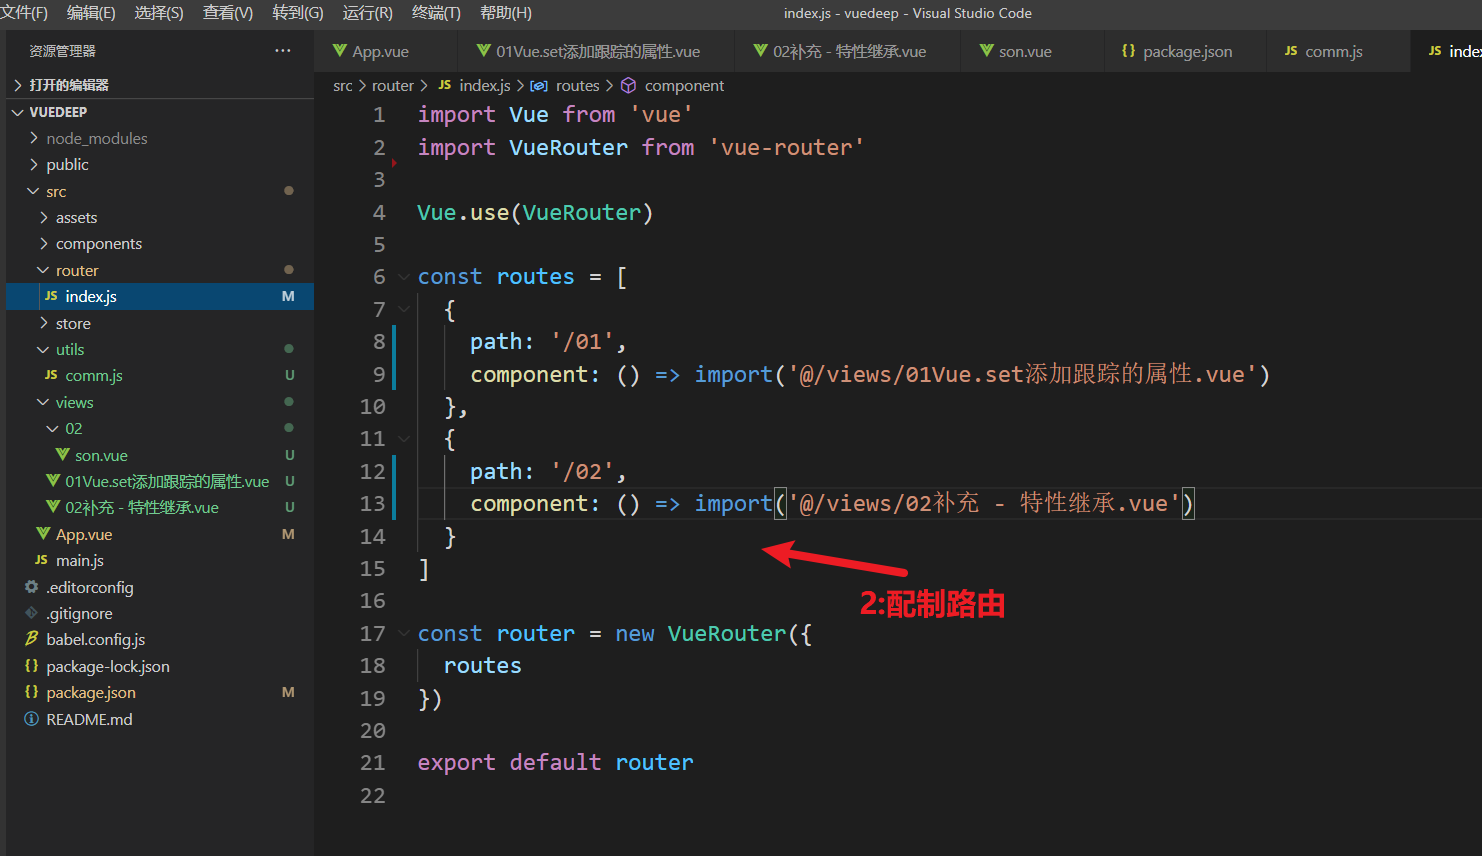 文件(F) 编辑(E) 选择(S) 查看(V) 转到(G) 运行(R) 终端(T) 帮助(H) index.js - vuedeep - Visual Studio Code
资源管理器 ···
打开的编辑器
VUEDEEP
node_modules
public
src
assets
components
router
JS index.js M
store
utils
JS comm.js U
views
02
son.vue U
01Vue.set添加跟踪的属性.vue U
02补充 - 特性继承.vue U
App.vue M
JS main.js
.editorconfig
.gitignore
babel.config.js
{} package-lock.json
{} package.json M
README.md
App.vue 01Vue.set添加跟踪的属性.vue 02补充 - 特性继承.vue son.vue {} package.json JS comm.js JS inde
src > router > JS index.js > routes > component
1 import Vue from 'vue'
2 import VueRouter from 'vue-router'
3
4 Vue.use(VueRouter)
5
6 const routes = [
7 {
8 path: '/01',
9 component: () => import('@/views/01Vue.set添加跟踪的属性.vue')
10 },
11 {
12 path: '/02',
13 component: () => import('@/views/02补充 - 特性继承.vue')
14 }
15 ]
16
17 const router = new VueRouter({
18 routes
19 })
20
21 export default router
22
2:配制路由